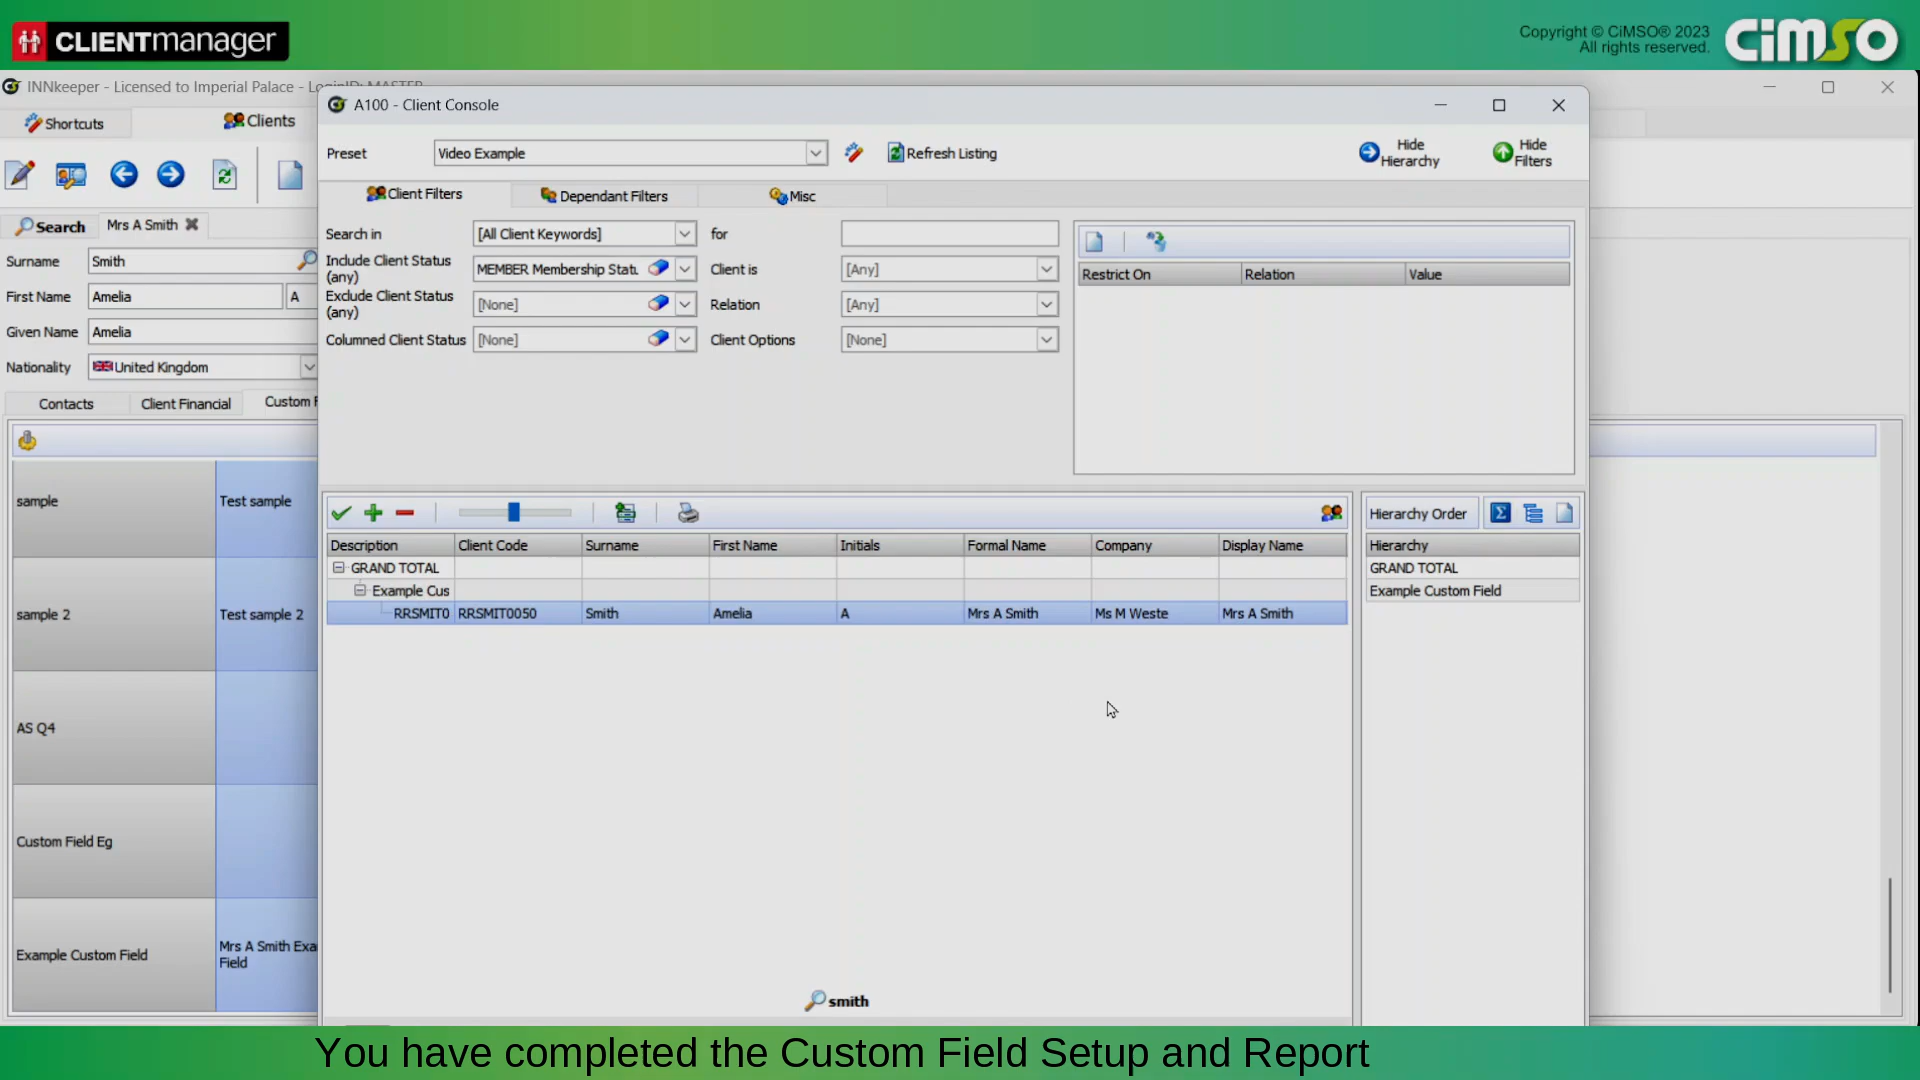 CLIENTmanager
Copyright © CiMSO® 2023
All rights reserved.
CiMSO
INNkeeper - Licensed to Imperial Palace - LoginID: MASTER
A100 - Client Console
Shortcuts
Clients
Preset
Video Example
Refresh Listing
Hide
Hierarchy
Hide
Filters
Client Filters
Dependant Filters
Misc
Search
Mrs A Smith
Search in
[All Client Keywords]
for
Surname
Smith
Include Client Status
(any)
MEMBER Membership Statu
Client is
[Any]
Restrict On
Relation
Value
First Name
Amelia
A
Exclude Client Status
(any)
[None]
Relation
[Any]
Given Name
Amelia
Columned Client Status
[None]
Client Options
[None]
Nationality
United Kingdom
Contacts
Client Financial
Custom F
sample
Test sample
sample 2
Test sample 2
AS Q4
Custom Field Eg
Example Custom Field
Mrs A Smith Exa
Field
Hierarchy Order
Description
Client Code
Surname
First Name
Initials
Formal Name
Company
Display Name
Hierarchy
GRAND TOTAL
GRAND TOTAL
Example Cus
Example Custom Field
RRSMIT0
RRSMIT0050
Smith
Amelia
A
Mrs A Smith
Ms M Weste
Mrs A Smith
smith
You have completed the Custom Field Setup and Report